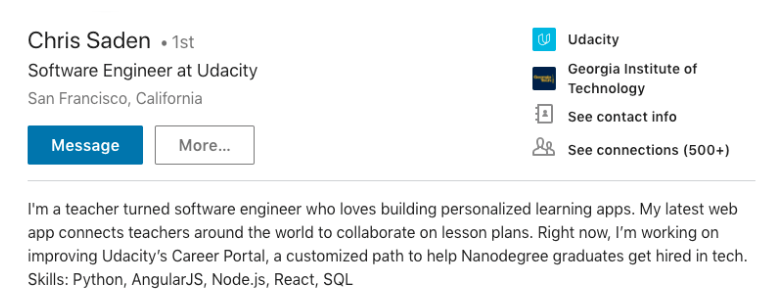 Chris Saden • 1st
Software Engineer at Udacity
San Francisco, California
Message
More...
Udacity
Georgia Institute of
Technology
See contact info
See connections (500+)
I'm a teacher turned software engineer who loves building personalized learning apps. My latest web
app connects teachers around the world to collaborate on lesson plans. Right now, I'm working on
improving Udacity's Career Portal, a customized path to help Nanodegree graduates get hired in tech.
Skills: Python, AngularJS, Node.js, React, SQL